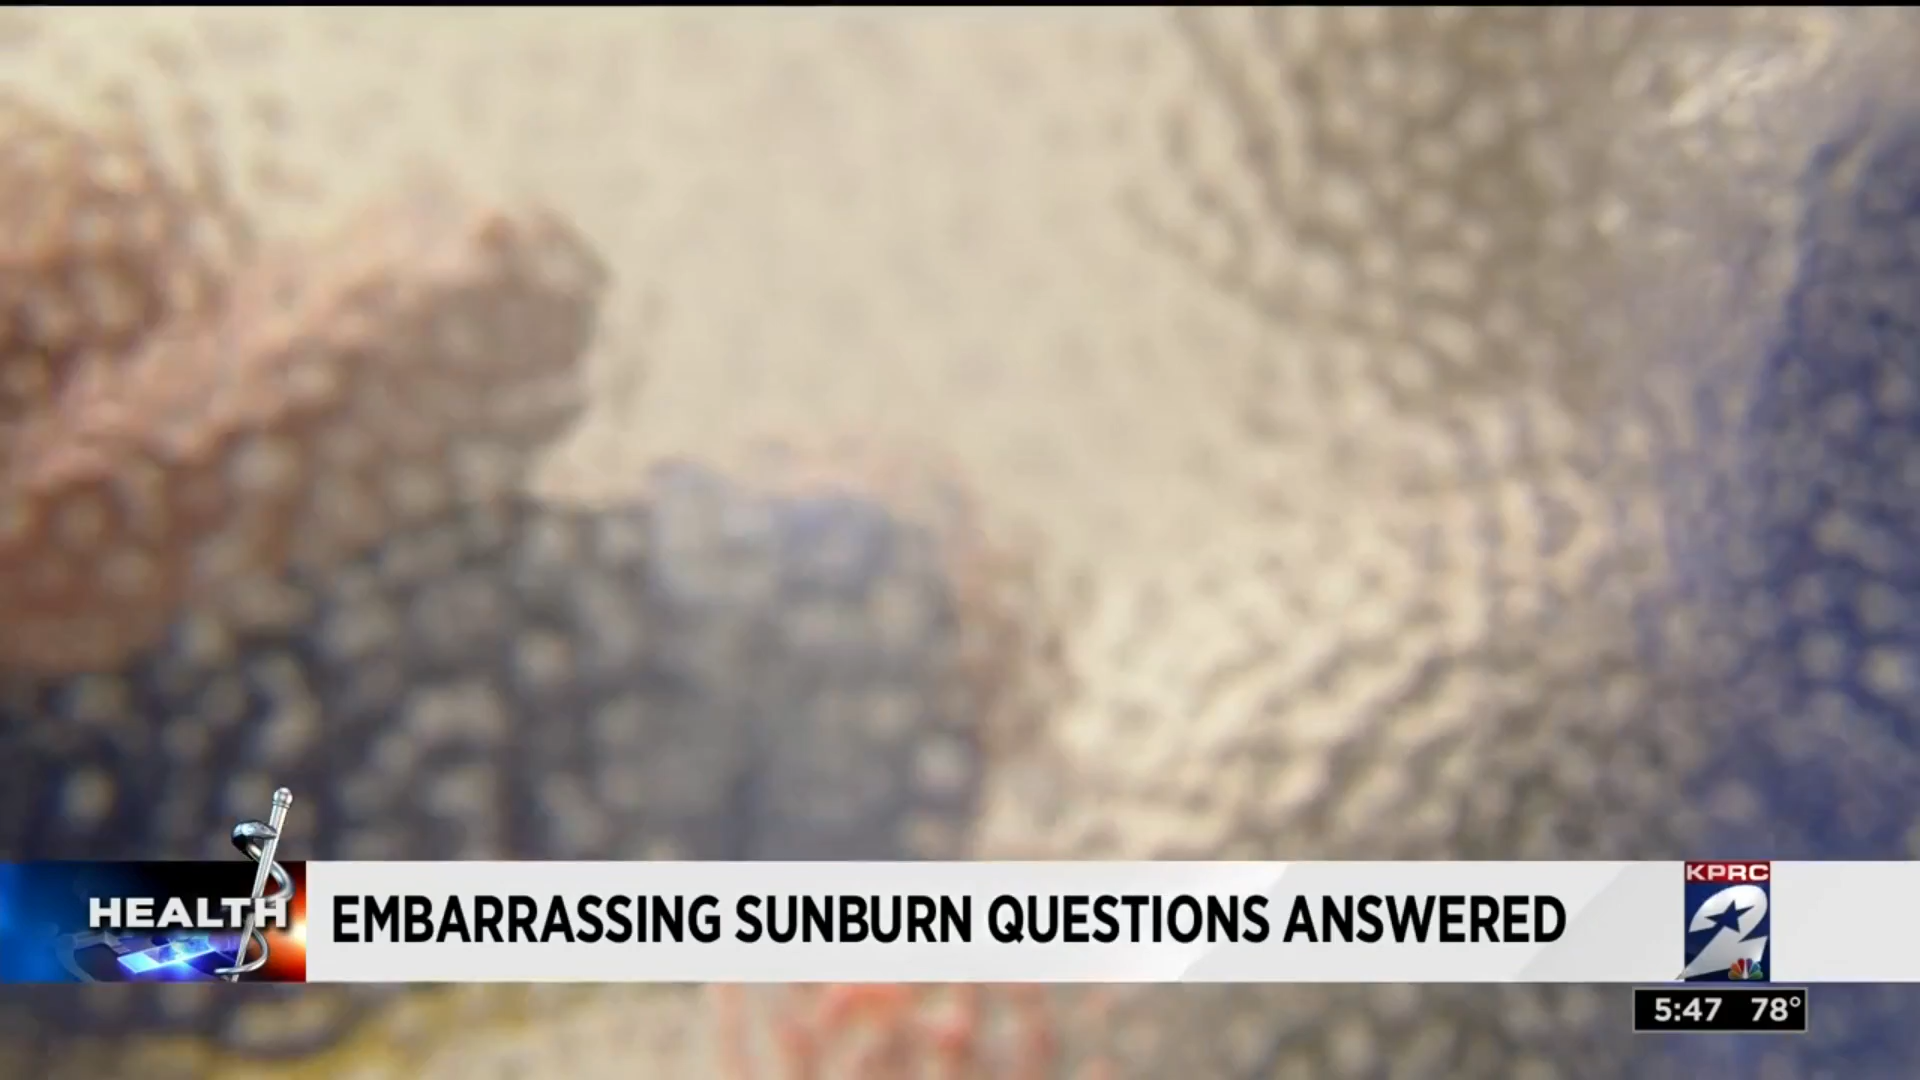 HEALTH
EMBARRASSING SUNBURN QUESTIONS ANSWERED
KPRC
2
5:47 78°